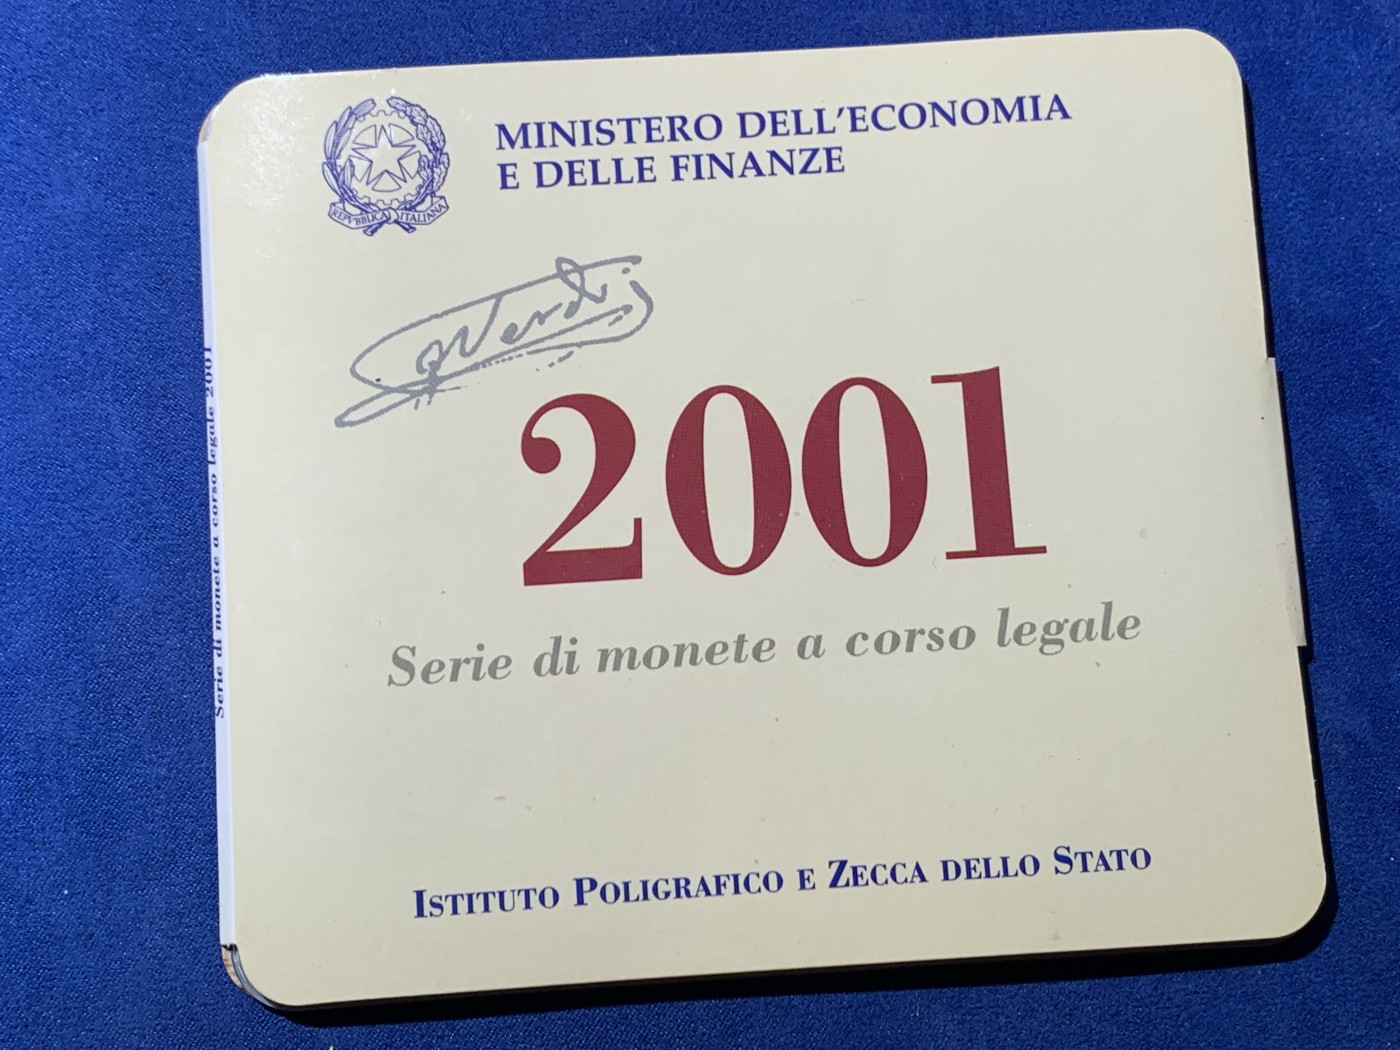 MINISTERO DELL'ECONOMIA
E DELLE FINANZE
REPVBBLICA ITALIANA
G Verdi
2001
Serie di monete a corso legale
ISTITUTO POLIGRAFICO E ZECCA DELLO STATO
Serie di monete a corso legale 2001